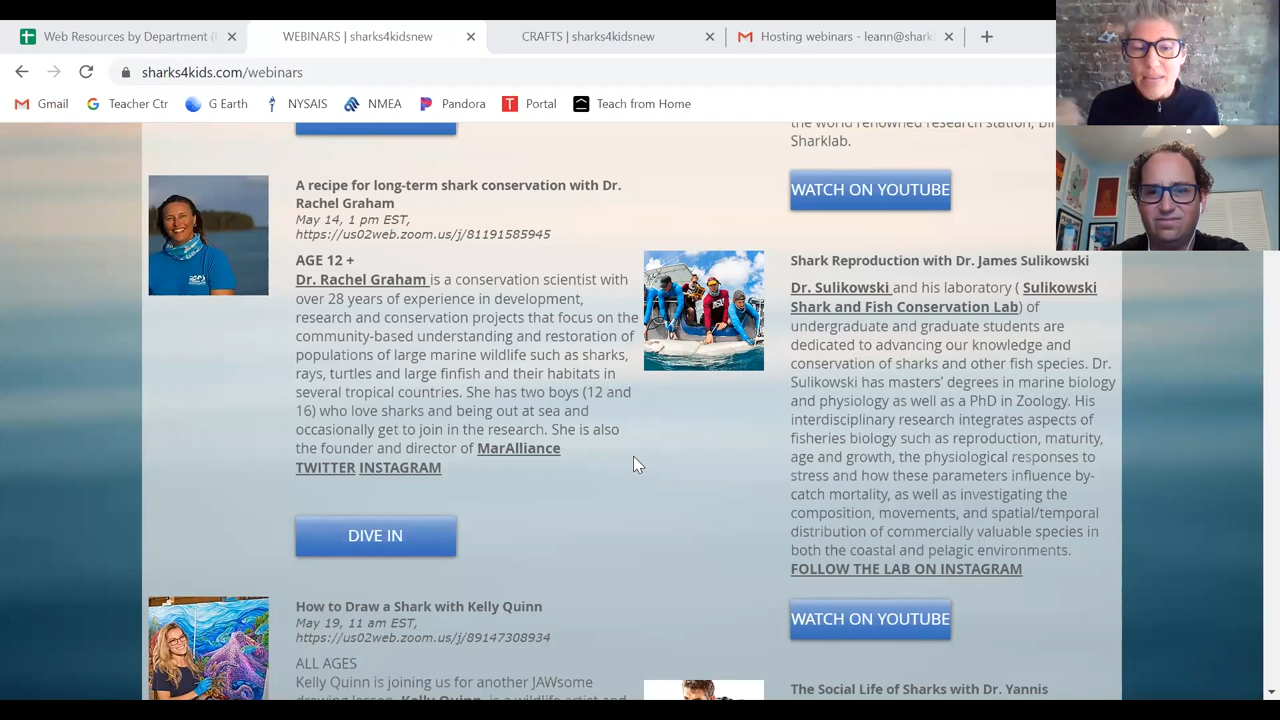 Web Resources by Department (
WEBINARS | sharks4kidsnew
CRAFTS | sharks4kidsnew
Hosting webinars - leann@shark
sharks4kids.com/webinars
Gmail
Teacher Ctr
G Earth
NYSAIS
NMEA
Pandora
Portal
Teach from Home
A recipe for long-term shark conservation with Dr.
Rachel Graham
May 14, 1 pm EST,
https://us02web.zoom.us/j/81191585945
AGE 12 +
Dr. Rachel Graham is a conservation scientist with
over 28 years of experience in development,
research and conservation projects that focus on the
community-based understanding and restoration of
populations of large marine wildlife such as sharks,
rays, turtles and large finfish and their habitats in
several tropical countries. She has two boys (12 and
16) who love sharks and being out at sea and
occasionally get to join in the research. She is also
the founder and director of MarAlliance
TWITTER INSTAGRAM
DIVE IN
How to Draw a Shark with Kelly Quinn
May 19, 11 am EST,
https://us02web.zoom.us/j/89147308934
ALL AGES
Kelly Quinn is joining us for another JAWsome
drawing lesson. Kelly Quinn is a wildlife artist and
the world renowned research station,
Sharklab.
WATCH ON YOUTUBE
Shark Reproduction with Dr. James Sulikowski
Dr. Sulikowski and his laboratory ( Sulikowski
Shark and Fish Conservation Lab) of
undergraduate and graduate students are
dedicated to advancing our knowledge and
conservation of sharks and other fish species. Dr.
Sulikowski has masters’ degrees in marine biology
and physiology as well as a PhD in Zoology. His
interdisciplinary research integrates aspects of
fisheries biology such as reproduction, maturity,
age and growth, the physiological responses to
stress and how these parameters influence by-
catch mortality, as well as investigating the
composition, movements, and spatial/temporal
distribution of commercially valuable species in
both the coastal and pelagic environments.
FOLLOW THE LAB ON INSTAGRAM
WATCH ON YOUTUBE
The Social Life of Sharks with Dr. Yannis